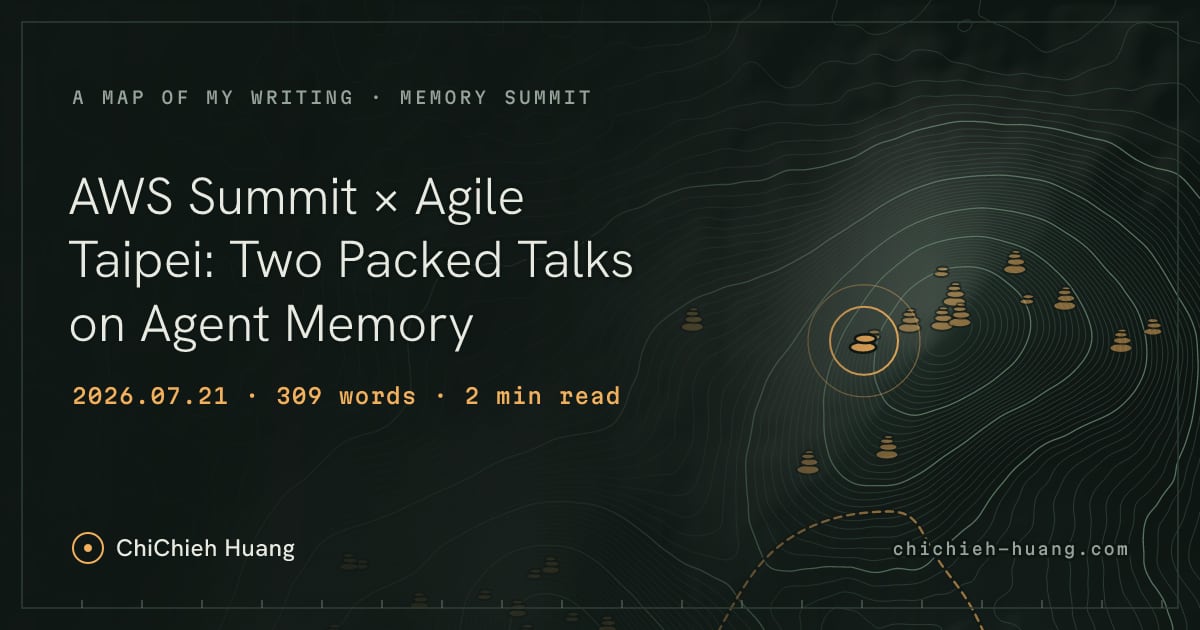 A MAP OF MY WRITING · MEMORY SUMMIT
AWS Summit × Agile
Taipei: Two Packed Talks
on Agent Memory
2026.07.21 · 309 words · 2 min read
ChiChieh Huang
chichieh-huang.com